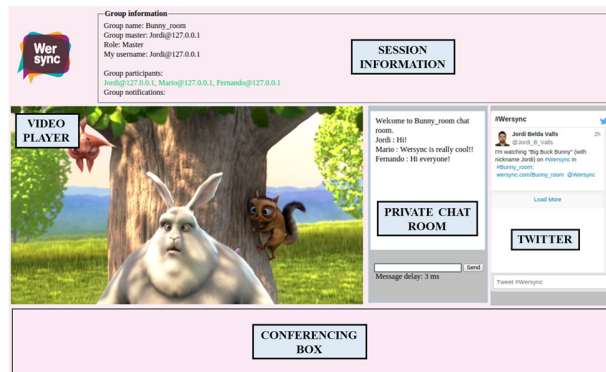 Group information
Wer
sync
Group name: Bunny_room
Group master: Jordi@127.0.0.1
Role: Master
My username: Jordi@127.0.0.1
Group participants:
Jordi@127.0.0.1, Mario@127.0.0.1, Fernando@127.0.0.1
Group notifications:
SESSION
INFORMATION
VIDEO
PLAYER
Welcome to Bunny_room chat
room.
Jordi : Hi!
Mario : Wersync is really cool!!
Fernando : Hi everyone!
PRIVATE CHAT
ROOM
Send
Message delay: 3 ms
#Wersync
Jordi Belda Valls 2h
@Jordi_B_Valls
I'm watching "Big Buck Bunny" (with
nickname Jordi) on #Wersync in
#Bunny_room:
wersync.com/Bunny_room @Wersync
Load More
TWITTER
Tweet #Wersync
CONFERENCING
BOX